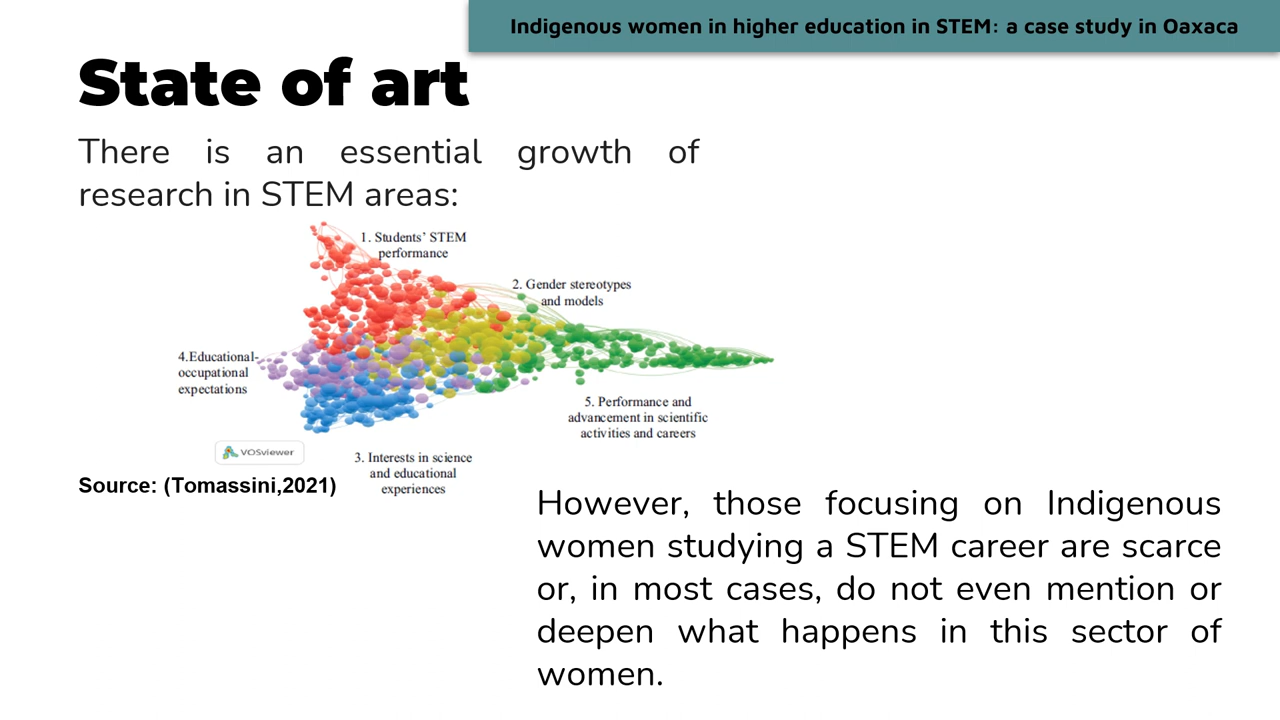 Indigenous women in higher education in STEM: a case study in Oaxaca
State of art
There is an essential growth of
research in STEM areas:
1. Students' STEM
performance
2. Gender stereotypes
and models
4.Educational-
occupational
expectations
5. Performance and
advancement in scientific
activities and careers
VOSviewer
3. Interests in science
and educational
experiences
Source: (Tomassini,2021)
However, those focusing on Indigenous
women studying a STEM career are scarce
or, in most cases, do not even mention or
deepen what happens in this sector of
women.